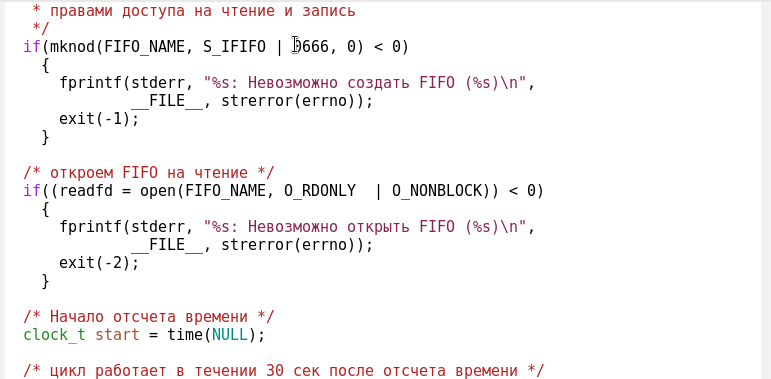 * правами доступа на чтение и запись
*/
if(mknod(FIFO_NAME, S_IFIFO | 0666, 0) < 0)
{
fprintf(stderr, "%s: Невозможно создать FIFO (%s)\n",
__FILE__, strerror(errno));
exit(-1);
}
/* откроем FIFO на чтение */
if((readfd = open(FIFO_NAME, O_RDONLY  | O_NONBLOCK)) < 0)
{
fprintf(stderr, "%s: Невозможно открыть FIFO (%s)\n",
__FILE__, strerror(errno));
exit(-2);
}
/* Начало отсчета времени */
clock_t start = time(NULL);
/* цикл работает в течении 30 сек после отсчета времени */